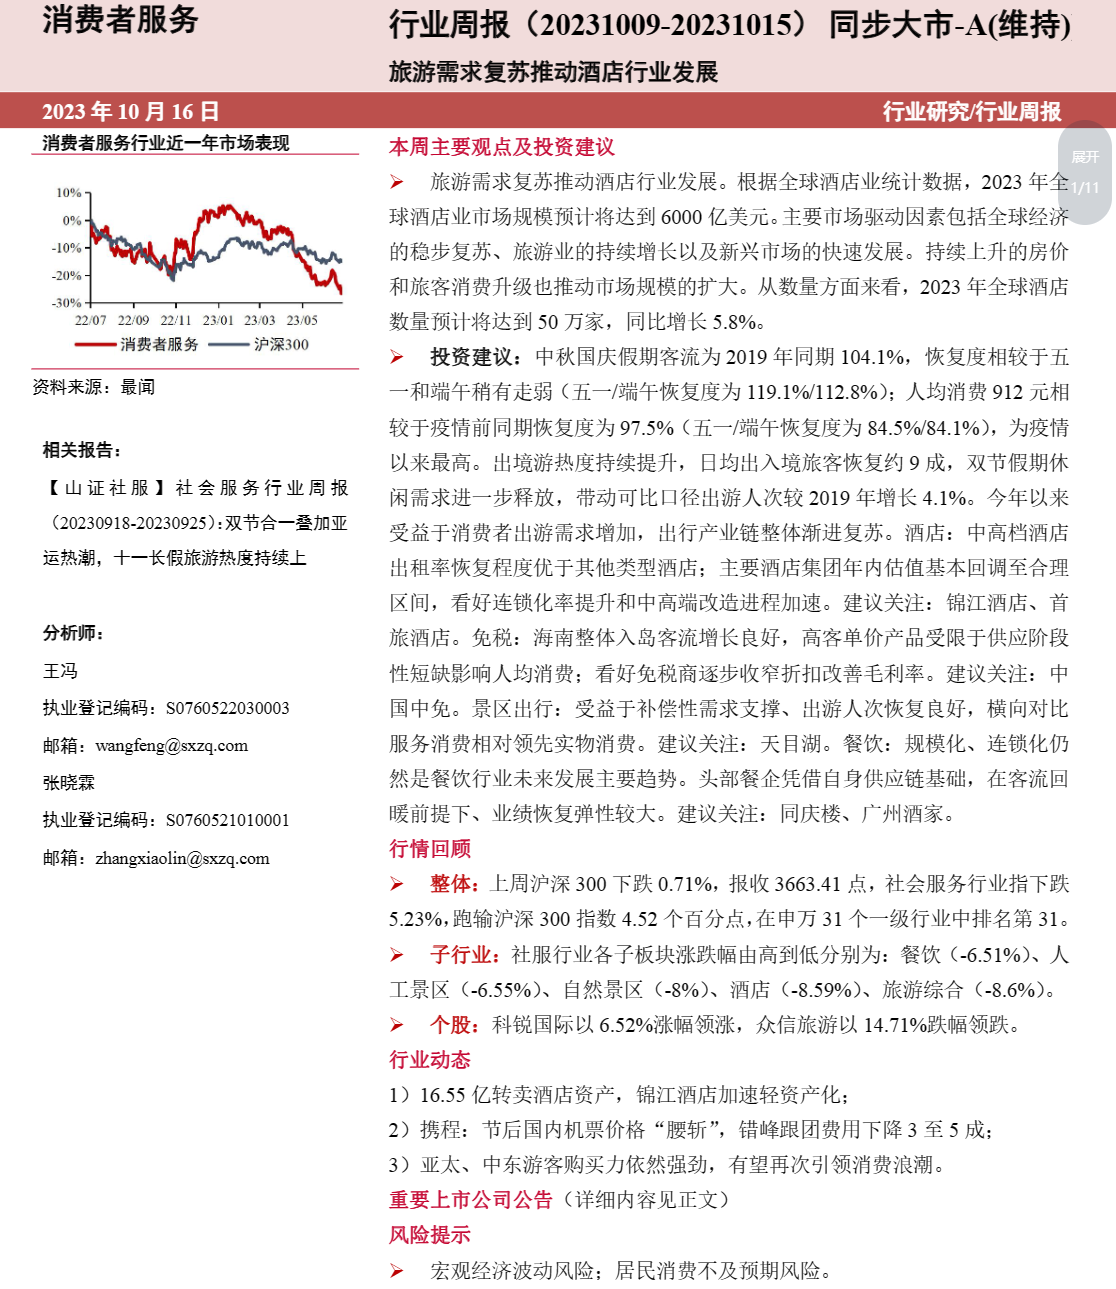 消费者服务
行业周报（20231009-20231015） 同步大市-A(维持)
旅游需求复苏推动酒店行业发展
2023 年 10 月 16 日
行业研究/行业周报
消费者服务行业近一年市场表现
10%
0%
-10%
-20%
-30%
22/07 22/09 22/11 23/01 23/03 23/05
消费者服务 沪深300
资料来源：最闻
相关报告：
【山证社服】社会服务行业周报
（20230918-20230925）：双节合一叠加亚
运热潮，十一长假旅游热度持续上
分析师：
王冯
执业登记编码：S0760522030003
邮箱：wangfeng@sxzq.com
张晓霖
执业登记编码：S0760521010001
邮箱：zhangxiaolin@sxzq.com
展开
1/11
本周主要观点及投资建议
➢ 旅游需求复苏推动酒店行业发展。根据全球酒店业统计数据，2023 年全
球酒店业市场规模预计将达到 6000 亿美元。主要市场驱动因素包括全球经济
的稳步复苏、旅游业的持续增长以及新兴市场的快速发展。持续上升的房价
和旅客消费升级也推动市场规模的扩大。从数量方面来看，2023 年全球酒店
数量预计将达到 50 万家，同比增长 5.8%。
➢ 投资建议：中秋国庆假期客流为 2019 年同期 104.1%，恢复度相较于五
一和端午稍有走弱（五一/端午恢复度为 119.1%/112.8%）；人均消费 912 元相
较于疫情前同期恢复度为 97.5%（五一/端午恢复度为 84.5%/84.1%），为疫情
以来最高。出境游热度持续提升，日均出入境旅客恢复约 9 成，双节假期休
闲需求进一步释放，带动可比口径出游人次较 2019 年增长 4.1%。今年以来
受益于消费者出游需求增加，出行产业链整体渐进复苏。酒店：中高档酒店
出租率恢复程度优于其他类型酒店；主要酒店集团年内估值基本回调至合理
区间，看好连锁化率提升和中高端改造进程加速。建议关注：锦江酒店、首
旅酒店。免税：海南整体入岛客流增长良好，高客单价产品受限于供应阶段
性短缺影响人均消费；看好免税商逐步收窄折扣改善毛利率。建议关注：中
国中免。景区出行：受益于补偿性需求支撑、出游人次恢复良好，横向对比
服务消费相对领先实物消费。建议关注：天目湖。餐饮：规模化、连锁化仍
然是餐饮行业未来发展主要趋势。头部餐企凭借自身供应链基础，在客流回
暖前提下、业绩恢复弹性较大。建议关注：同庆楼、广州酒家。
行情回顾
➢ 整体：上周沪深 300 下跌 0.71%，报收 3663.41 点，社会服务行业指下跌
5.23%，跑输沪深 300 指数 4.52 个百分点，在申万 31 个一级行业中排名第 31。
➢ 子行业：社服行业各子板块涨跌幅由高到低分别为：餐饮（-6.51%）、人
工景区（-6.55%）、自然景区（-8%）、酒店（-8.59%）、旅游综合（-8.6%）。
➢ 个股：科锐国际以 6.52%涨幅领涨，众信旅游以 14.71%跌幅领跌。
行业动态
1）16.55 亿转卖酒店资产，锦江酒店加速轻资产化；
2）携程：节后国内机票价格“腰斩”，错峰跟团费用下降 3 至 5 成；
3）亚太、中东游客购买力依然强劲，有望再次引领消费浪潮。
重要上市公司公告（详细内容见正文）
风险提示
➢ 宏观经济波动风险；居民消费不及预期风险。